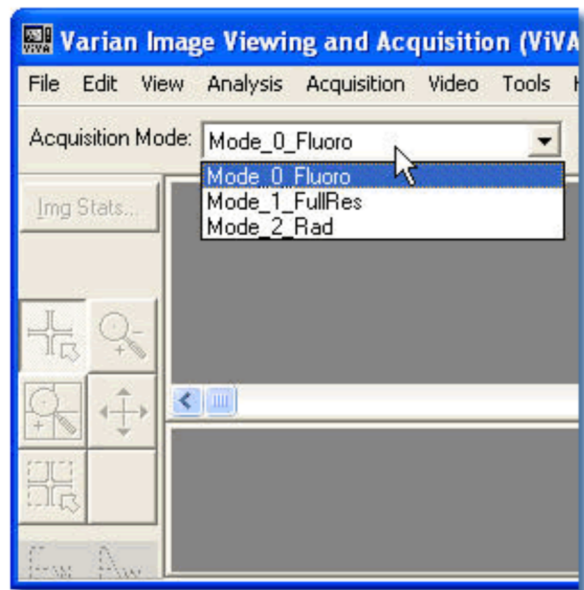 Varian Image Viewing and Acquisition (ViVA
File Edit View Analysis Acquisition Video Tools
Acquisition Mode: Mode_0_Fluoro
Mode_0_Fluoro
Mode_1_FullRes
Mode_2_Rad
Img Stats...